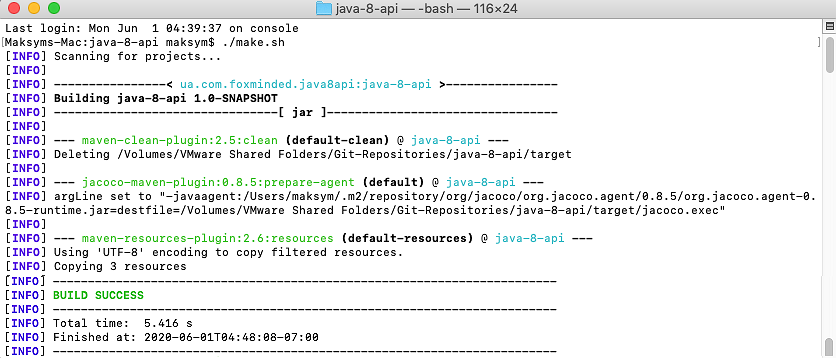 java-8-api — -bash — 116×24
Last login: Mon Jun  1 04:39:37 on console
[Maksyms-Mac:java-8-api maksym$ ./make.sh ]
[INFO] Scanning for projects...
[INFO]
[INFO] ----------------< ua.com.foxminded.java8api:java-8-api >----------------
[INFO] Building java-8-api 1.0-SNAPSHOT
[INFO] --------------------------------[ jar ]---------------------------------
[INFO]
[INFO] --- maven-clean-plugin:2.5:clean (default-clean) @ java-8-api ---
[INFO] Deleting /Volumes/VMware Shared Folders/Git-Repositories/java-8-api/target
[INFO]
[INFO] --- jacoco-maven-plugin:0.8.5:prepare-agent (default) @ java-8-api ---
[INFO] argLine set to "-javaagent:/Users/maksym/.m2/repository/org/jacoco/org.jacoco.agent/0.8.5/org.jacoco.agent-0.
8.5-runtime.jar=destfile=/Volumes/VMware Shared Folders/Git-Repositories/java-8-api/target/jacoco.exec"
[INFO]
[INFO] --- maven-resources-plugin:2.6:resources (default-resources) @ java-8-api ---
[INFO] Using 'UTF-8' encoding to copy filtered resources.
[INFO] Copying 3 resources
[INFO] ------------------------------------------------------------------------
[INFO] BUILD SUCCESS
[INFO] ------------------------------------------------------------------------
[INFO] Total time:  5.416 s
[INFO] Finished at: 2020-06-01T04:48:08-07:00
[INFO] ------------------------------------------------------------------------